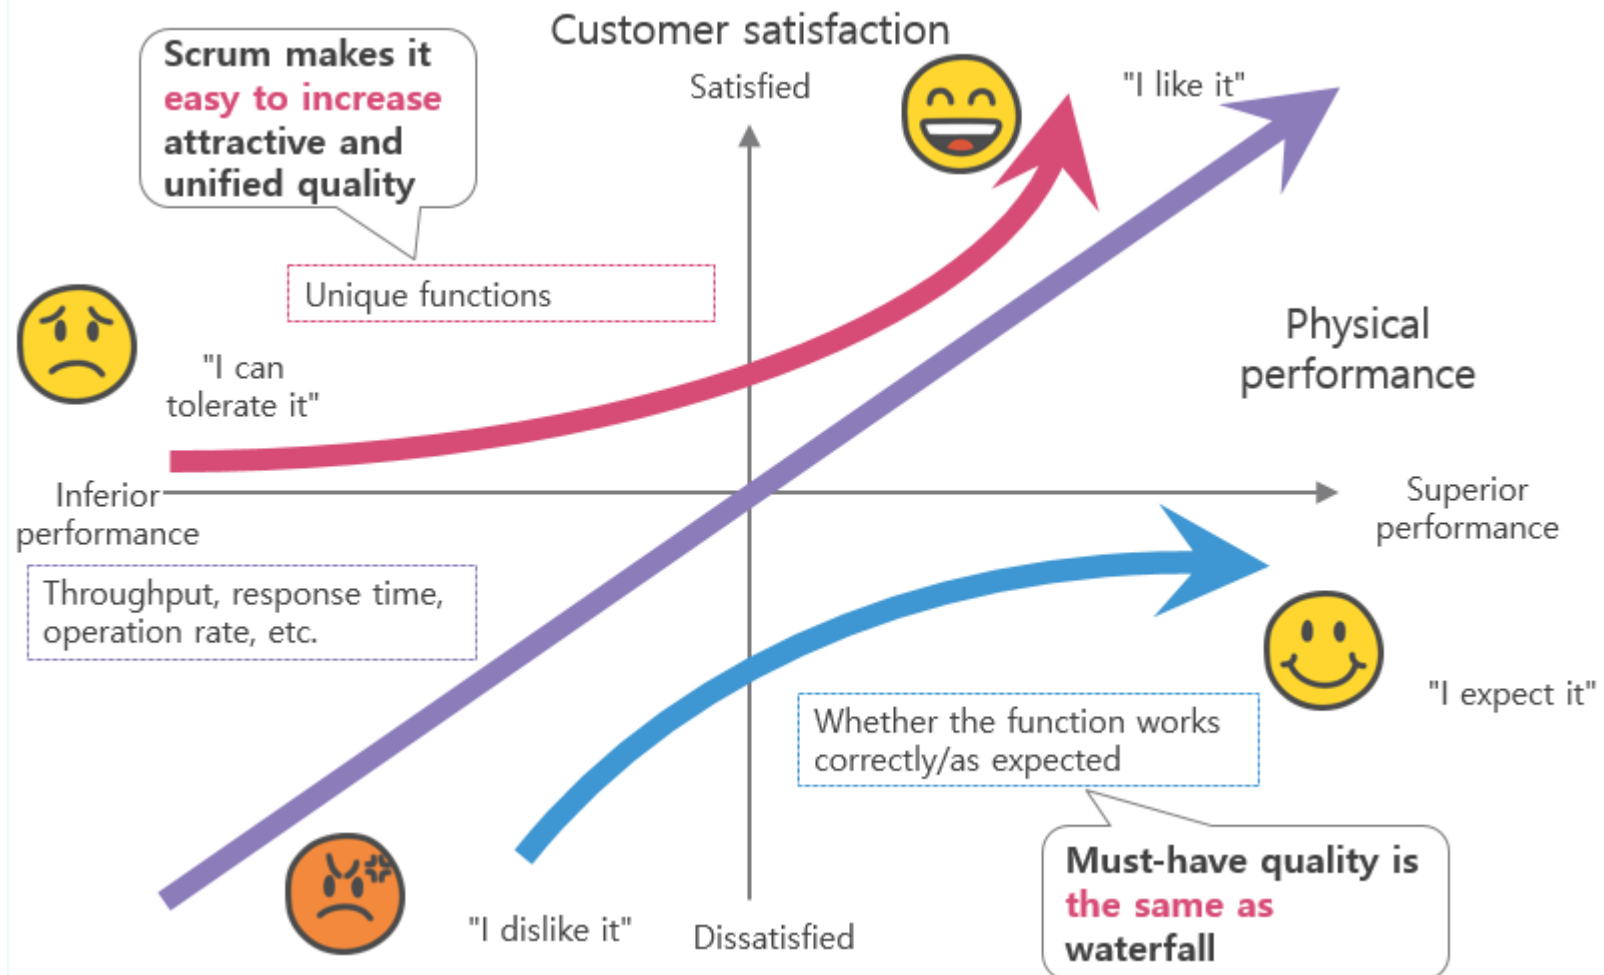 Customer satisfaction
Satisfied
Scrum makes it
easy to increase
attractive and
unified quality
"I like it"
Unique functions
"I can
tolerate it"
Physical
performance
Inferior
performance
Superior
performance
Throughput, response time,
operation rate, etc.
Whether the function works
correctly/as expected
"I expect it"
"I dislike it"
Dissatisfied
Must-have quality is
the same as
waterfall